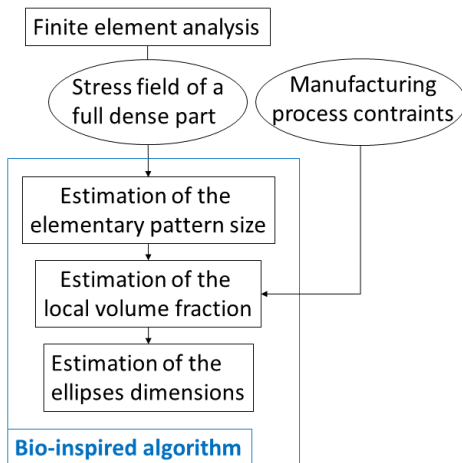 Finite element analysis
Stress field of a
full dense part
Manufacturing
process contraints
Estimation of the
elementary pattern size
Estimation of the
local volume fraction
Estimation of the
ellipses dimensions
Bio-inspired algorithm